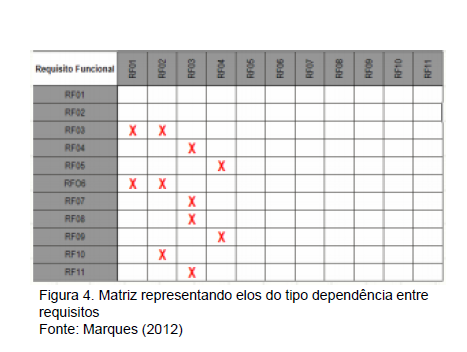 Requisito Funcional RF01 RF02 RF03 RF04 RF05 RF06 RF07 RF08 RF09 RF10 RF11
RF01
RF02
RF03 X X
RF04 X
RF05 X
RFO6 X X
RF07 X
RF08 X
RF09 X
RF10 X
RF11 X
Figura 4. Matriz representando elos do tipo dependência entre
requisitos
Fonte: Marques (2012)